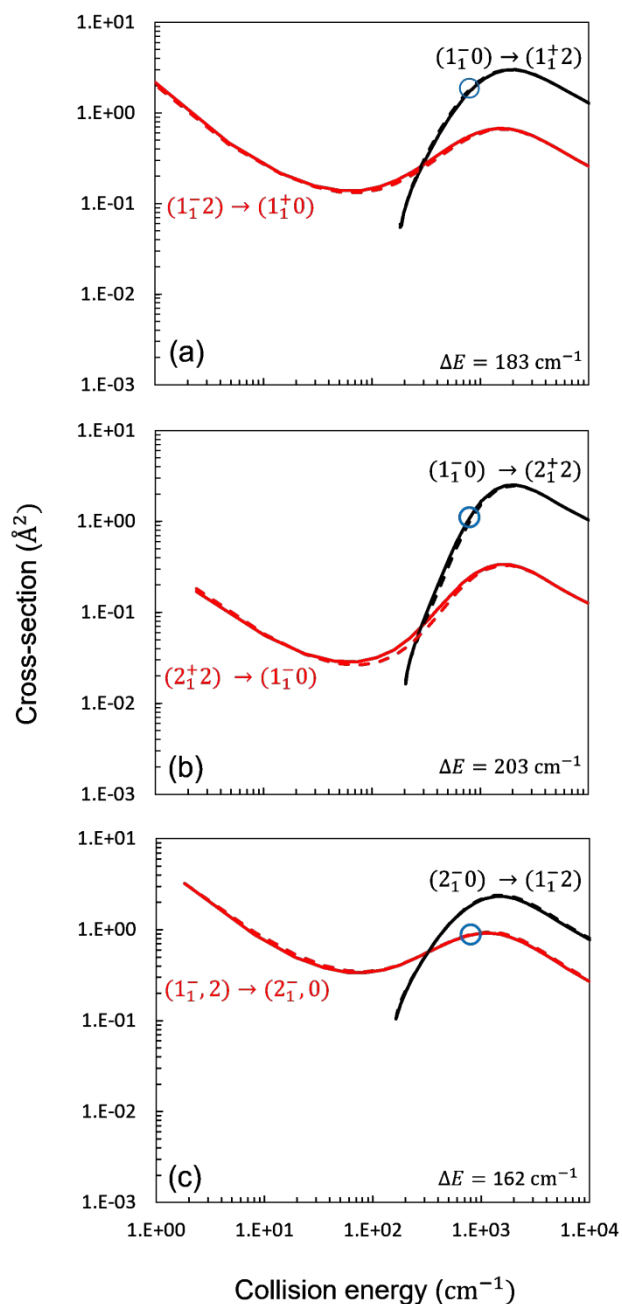 1.E+01
(1₁⁻0) → (1₁⁺2)
1.E+00
1.E-01
(1₁⁻2) → (1₁⁺0)
1.E-02
(a)
ΔE = 183 cm⁻¹
1.E-03
1.E+01
(1₁⁻0) → (2₁⁺2)
1.E+00
Cross-section (Å²)
1.E-01
(2₁⁺2) → (1₁⁻0)
1.E-02
(b)
ΔE = 203 cm⁻¹
1.E-03
1.E+01
(2₁⁻0) → (1₁⁻2)
1.E+00
(1₁⁻, 2) → (2₁⁻, 0)
1.E-01
1.E-02
(c)
ΔE = 162 cm⁻¹
1.E-03
1.E+00 1.E+01 1.E+02 1.E+03 1.E+04
Collision energy (cm⁻¹)